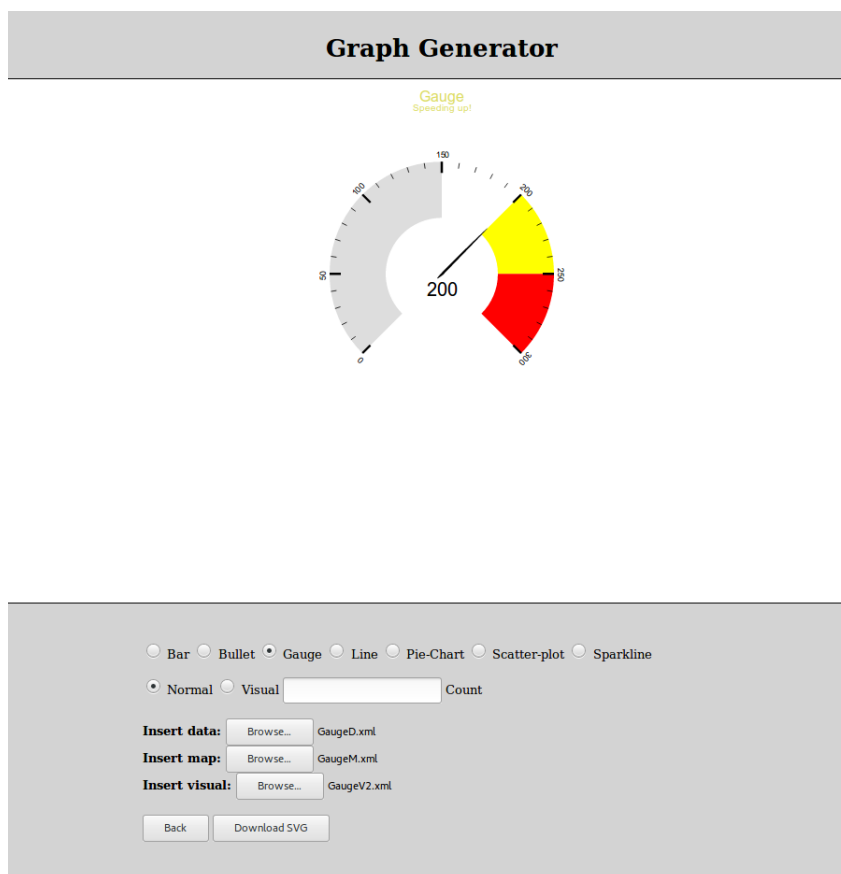 Graph Generator
Gauge
Speeding up!
150
100
200
50
250
200
0
300
Bar Bullet Gauge Line Pie-Chart Scatter-plot Sparkline
Normal Visual Count
Insert data: Browse... GaugeD.xml
Insert map: Browse... GaugeM.xml
Insert visual: Browse... GaugeV2.xml
Back Download SVG